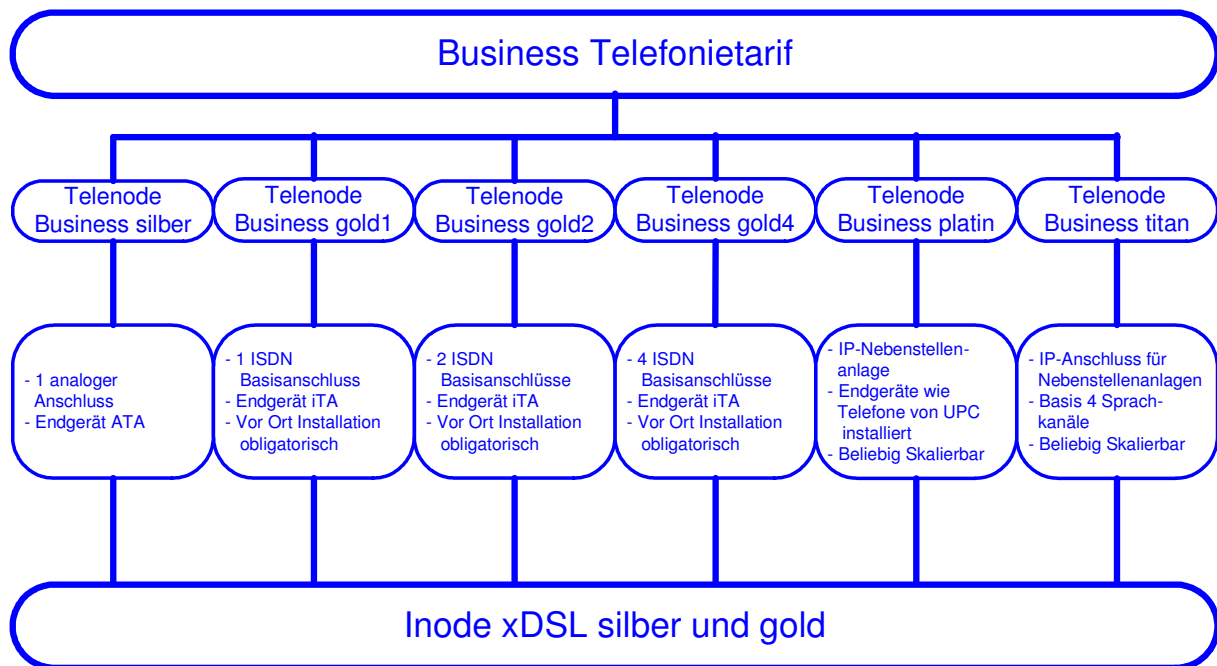 Business Telefonietarif
Telenode
Business silber
Telenode
Business gold1
Telenode
Business gold2
Telenode
Business gold4
Telenode
Business platin
Telenode
Business titan
- 1 analoger
Anschluss
- Endgerät ATA
- 1 ISDN
Basisanschluss
- Endgerät iTA
- Vor Ort Installation
obligatorisch
- 2 ISDN
Basisanschlüsse
- Endgerät iTA
- Vor Ort Installation
obligatorisch
- 4 ISDN
Basisanschlüsse
- Endgerät iTA
- Vor Ort Installation
obligatorisch
- IP-Nebenstellen-
anlage
- Endgeräte wie
Telefone von UPC
installiert
- Beliebig Skalierbar
- IP-Anschluss für
Nebenstellenanlagen
- Basis 4 Sprach-
kanäle
- Beliebig Skalierbar
Inode xDSL silber und gold